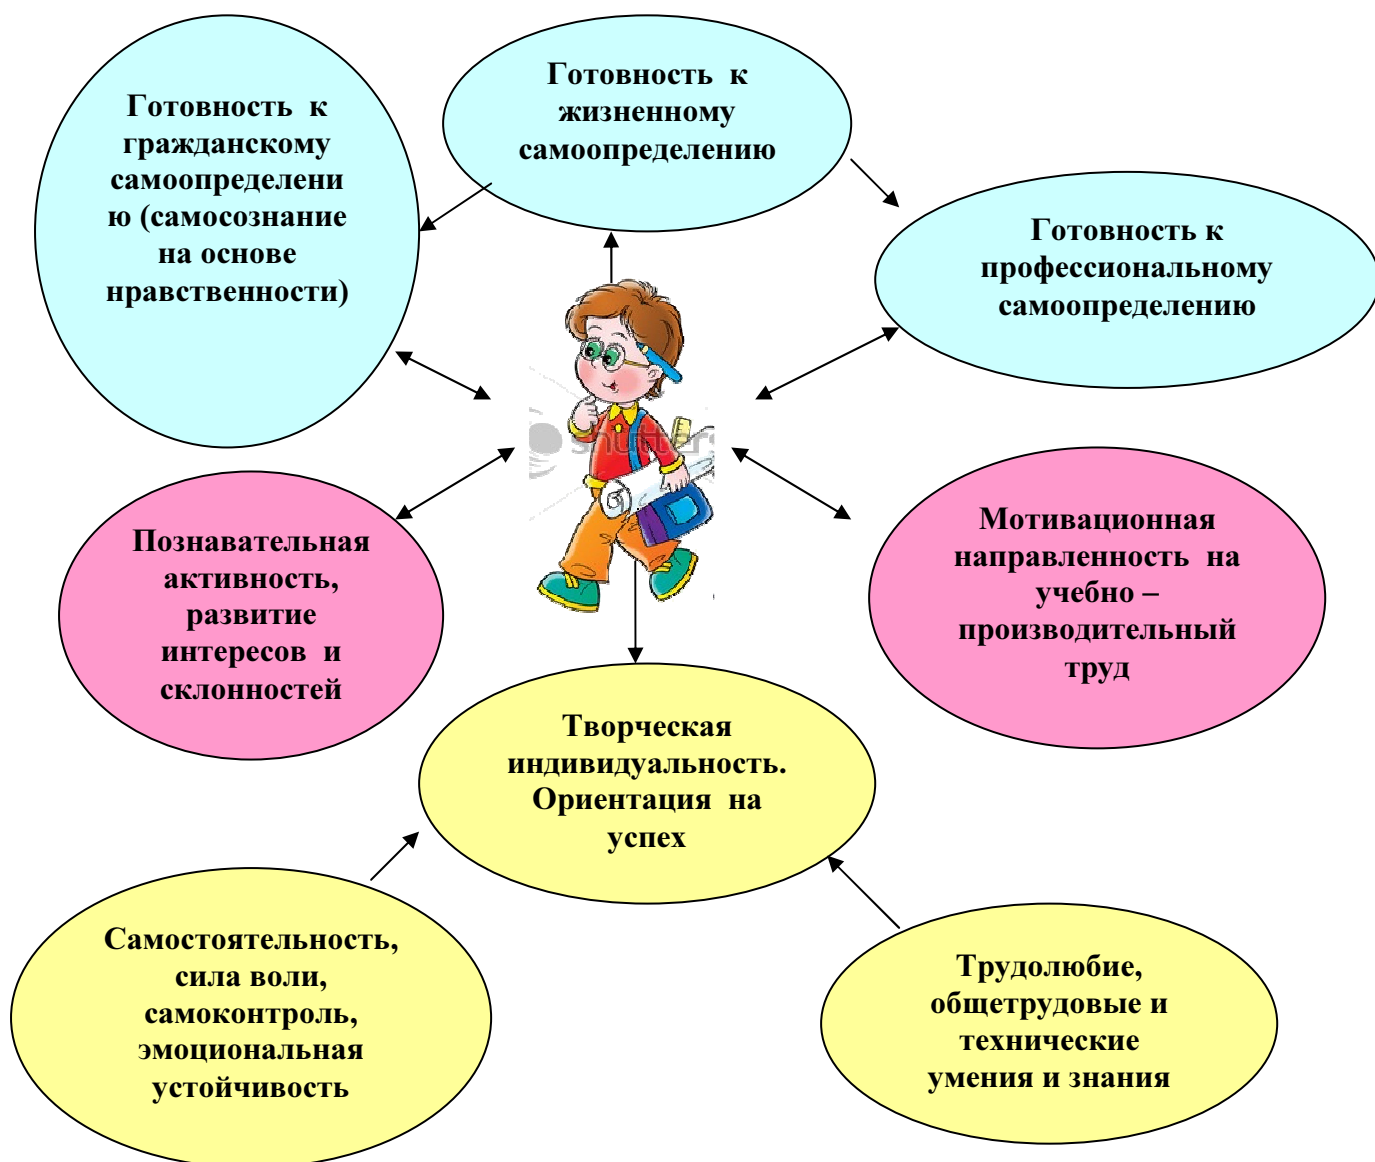 Готовность к
гражданскому
самоопределени
ю (самосознание
на основе
нравственности)
Готовность к
жизненному
самоопределению
Готовность к
профессиональному
самоопределению
shutters
Познавательная
активность,
развитие
интересов и
склонностей
Мотивационная
направленность на
учебно –
производительный
труд
Творческая
индивидуальность.
Ориентация на
успех
Самостоятельность,
сила воли,
самоконтроль,
эмоциональная
устойчивость
Трудолюбие,
общетрудовые и
технические
умения и знания